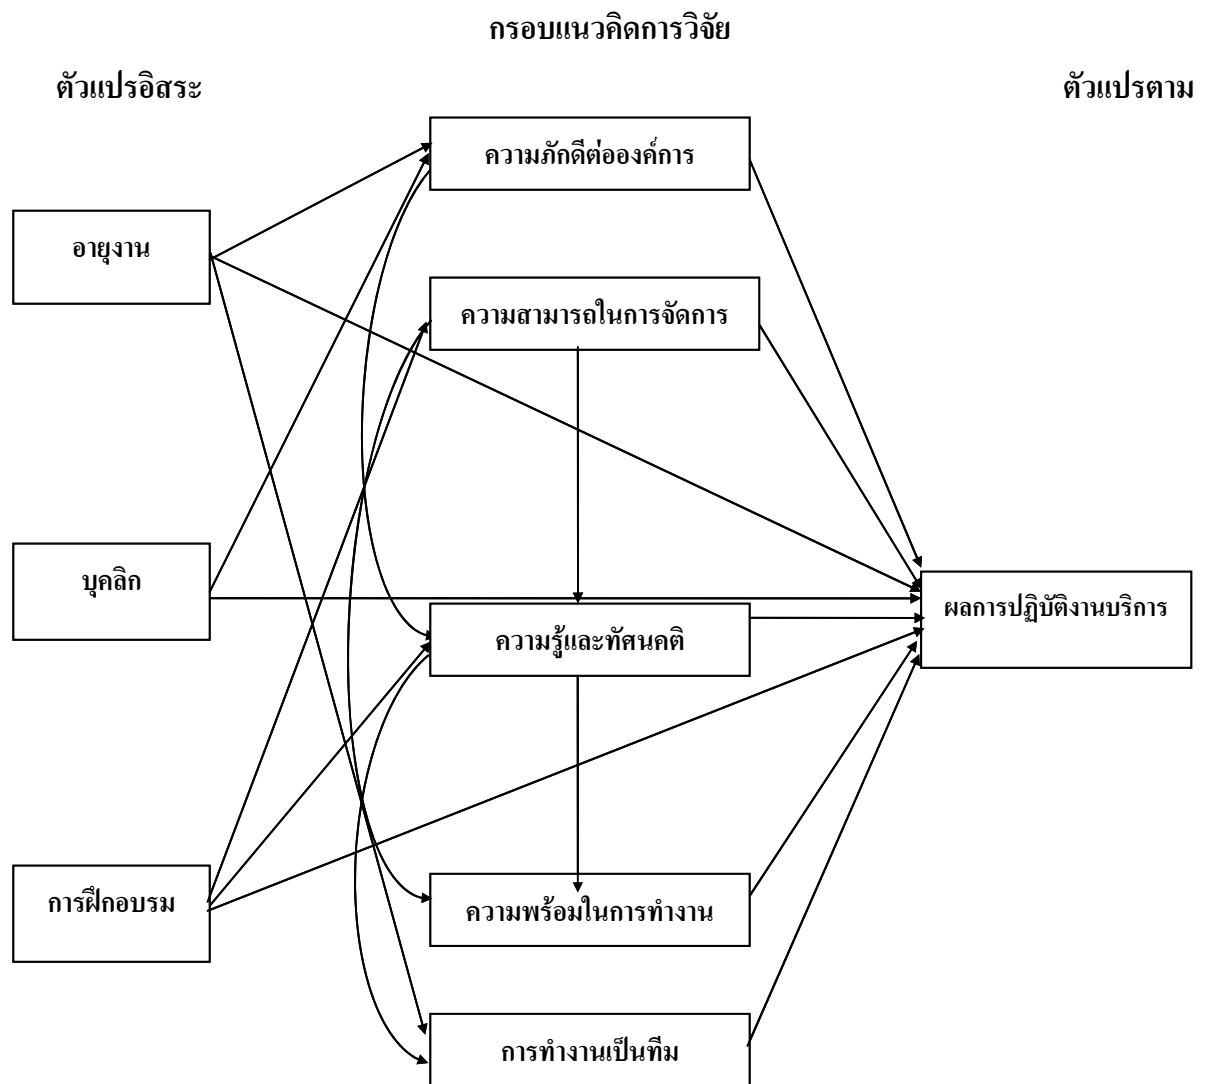 กรอบแนวคิดการวิจัย
ตัวแปรอิสระ
ตัวแปรตาม
ความภักดีต่อองค์การ
อายุงาน
ความสามารถในการจัดการ
บุคลิก
ผลการปฏิบัติงานบริการ
ความรู้และทัศนคติ
การฝึกอบรม
ความพร้อมในการทำงาน
การทำงานเป็นทีม